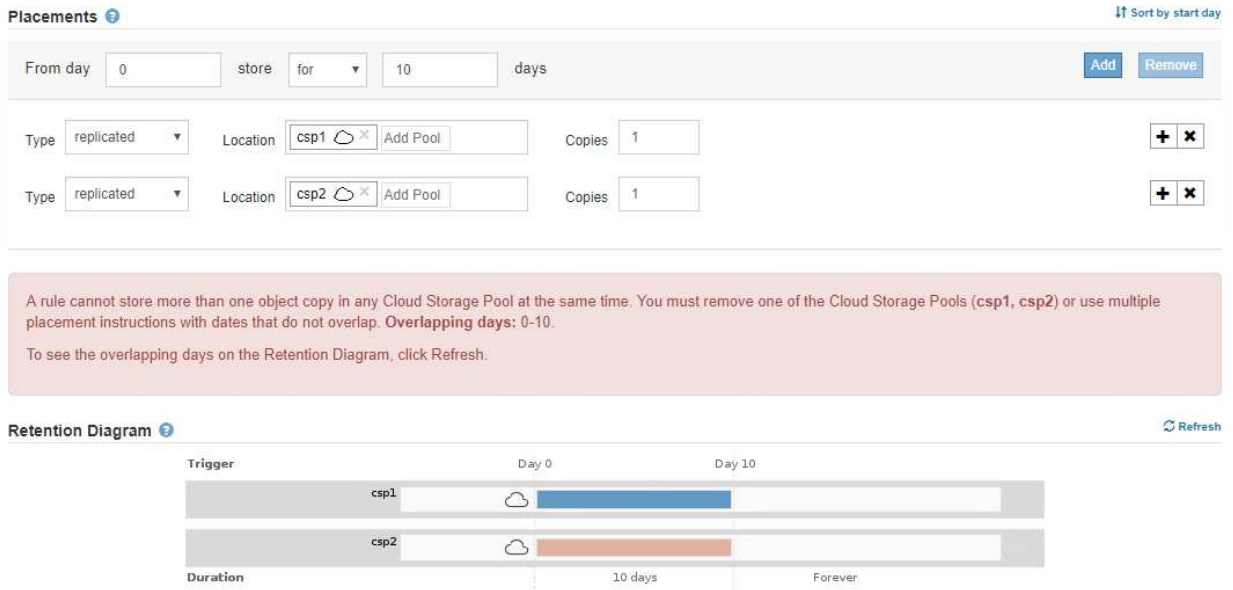 Placements ?
Sort by start day
From day 0 store for 10 days Add Remove
Type replicated Location csp1 × Add Pool Copies 1
Type replicated Location csp2 × Add Pool Copies 1
A rule cannot store more than one object copy in any Cloud Storage Pool at the same time. You must remove one of the Cloud Storage Pools (csp1, csp2) or use multiple
placement instructions with dates that do not overlap. Overlapping days: 0-10.
To see the overlapping days on the Retention Diagram, click Refresh.
Retention Diagram ?
Refresh
Trigger Day 0 Day 10
csp1
csp2
Duration 10 days Forever